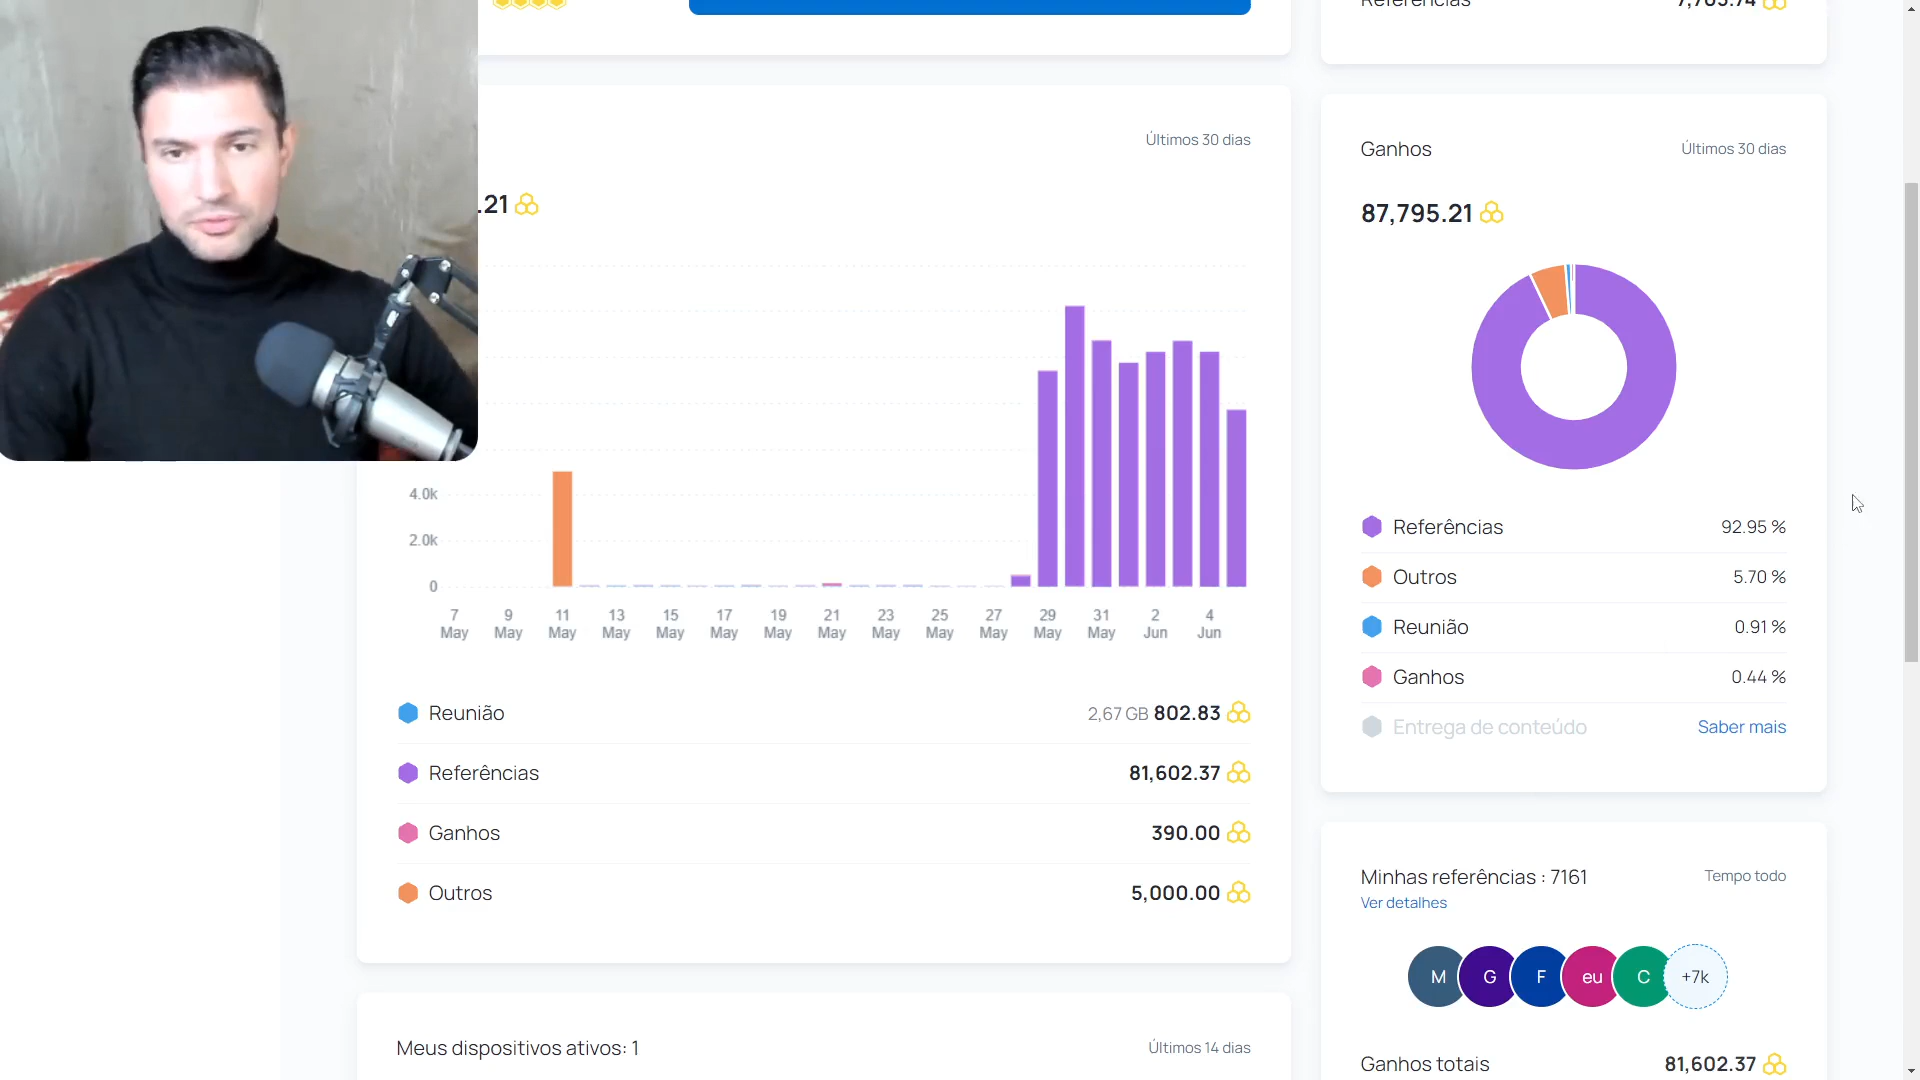 Referências
7,705.74
Últimos 30 dias
.21
4.0k
2.0k
0
7 9 11 13 15 17 19 21 23 25 27 29 31 2 4
May May May May May May May May May May May May May Jun Jun
Reunião 2,67 GB 802.83
Referências 81,602.37
Ganhos 390.00
Outros 5,000.00
Meus dispositivos ativos: 1 Últimos 14 dias
Ganhos Últimos 30 dias
87,795.21
Referências 92.95 %
Outros 5.70 %
Reunião 0.91 %
Ganhos 0.44 %
Entrega de conteúdo Saber mais
Minhas referências : 7161 Tempo todo
Ver detalhes
M G F eu C +7k
Ganhos totais 81,602.37